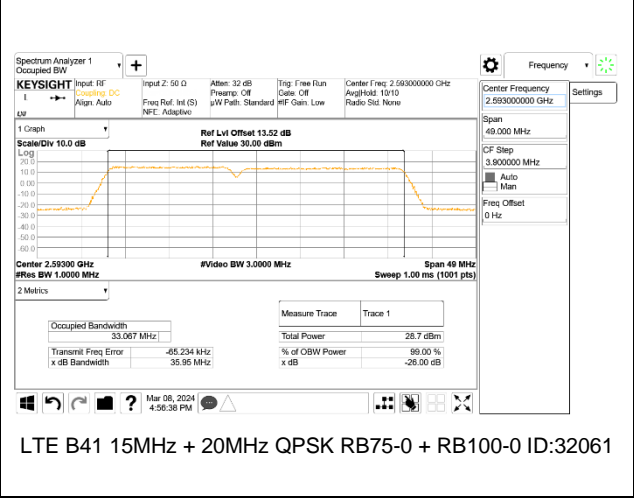 Spectrum Analyzer 1
Occupied BW
+
Frequency
KEYSIGHT
Input: RF
Coupling: DC
Align: Auto
Input Z: 50 Ω
Freq Ref: Int (S)
NFE: Adaptive
Atten: 32 dB
Preamp: Off
µW Path: Standard
Trig: Free Run
Gate: Off
#IF Gain: Low
Center Freq: 2.593000000 GHz
Avg|Hold: 10/10
Radio Std: None
Center Frequency
2.593000000 GHz
Settings
Span
49.000 MHz
CF Step
3.900000 MHz
Auto
Man
Freq Offset
0 Hz
1 Graph
Scale/Div 10.0 dB
Ref Lvl Offset 13.52 dB
Ref Value 30.00 dBm
Log
20.0
10.0
0.00
-10.0
-20.0
-30.0
-40.0
-50.0
-60.0
Center 2.59300 GHz
#Video BW 3.0000 MHz
Span 49 MHz
#Res BW 1.0000 MHz
Sweep 1.00 ms (1001 pts)
2 Metrics
Measure Trace Trace 1
Occupied Bandwidth
33.067 MHz
Total Power 28.7 dBm
Transmit Freq Error -65.234 kHz
% of OBW Power 99.00 %
x dB Bandwidth 35.95 MHz
x dB -26.00 dB
?
Mar 08, 2024
4:56:38 PM
LTE B41 15MHz + 20MHz QPSK RB75-0 + RB100-0 ID:32061